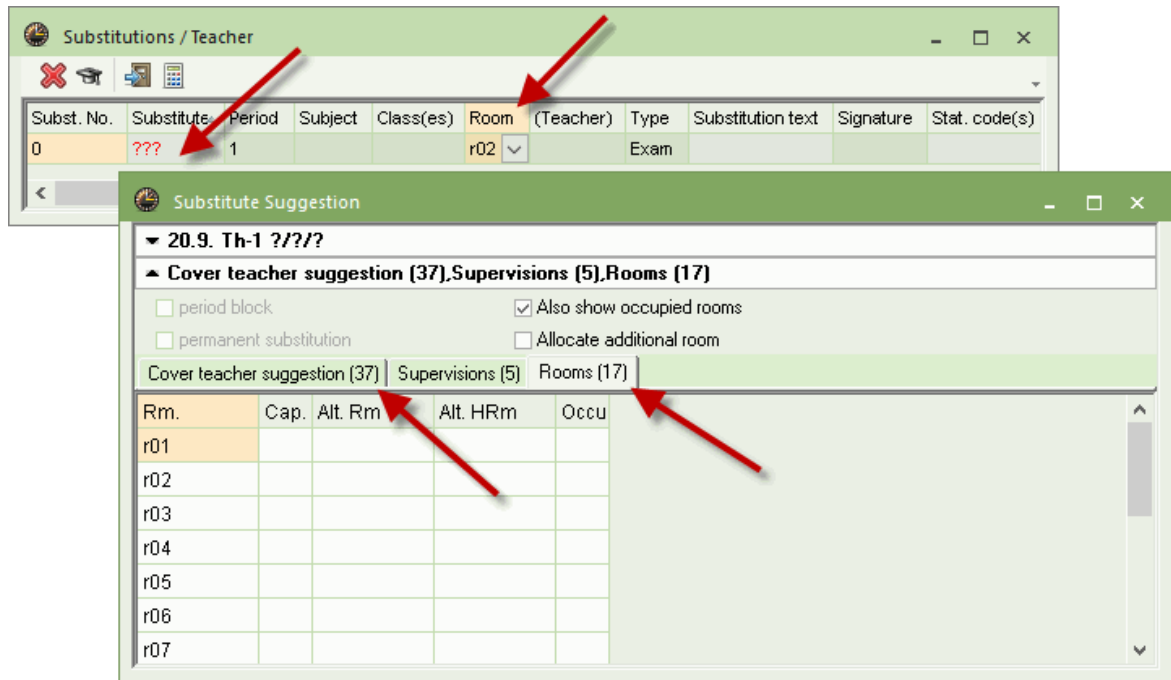 Substitutions / Teacher
Subst. No. Substitute Period Subject Class(es) Room (Teacher) Type Substitution text Signature Stat. code(s)
0 ??? 1 r02 Exam
Substitute Suggestion
20.9. Th-1 ?/?/?
Cover teacher suggestion (37),Supervisions (5),Rooms (17)
period block Also show occupied rooms
permanent substitution Allocate additional room
Cover teacher suggestion (37) Supervisions (5) Rooms (17)
Rm. Cap. Alt. Rm Alt. HRm Occu
r01
r02
r03
r04
r05
r06
r07